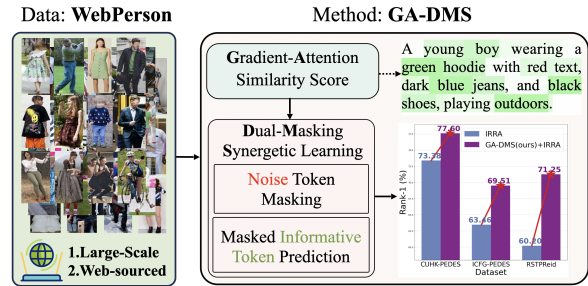 Data: WebPerson
Method: GA-DMS
1.Large-Scale
2.Web-sourced
Gradient-Attention
Similarity Score
Dual-Masking
Synergetic Learning
Noise Token
Masking
Masked Informative
Token Prediction
A young boy wearing a
green hoodie with red text,
dark blue jeans, and black
shoes, playing outdoors.
IRRA
GA-DMS(ours)+IRRA
77.60
73.38
69.51
63.46
71.25
60.20
Rank-1 (%)
CUHK-PEDES
ICFG-PEDES
RSTPReid
Dataset